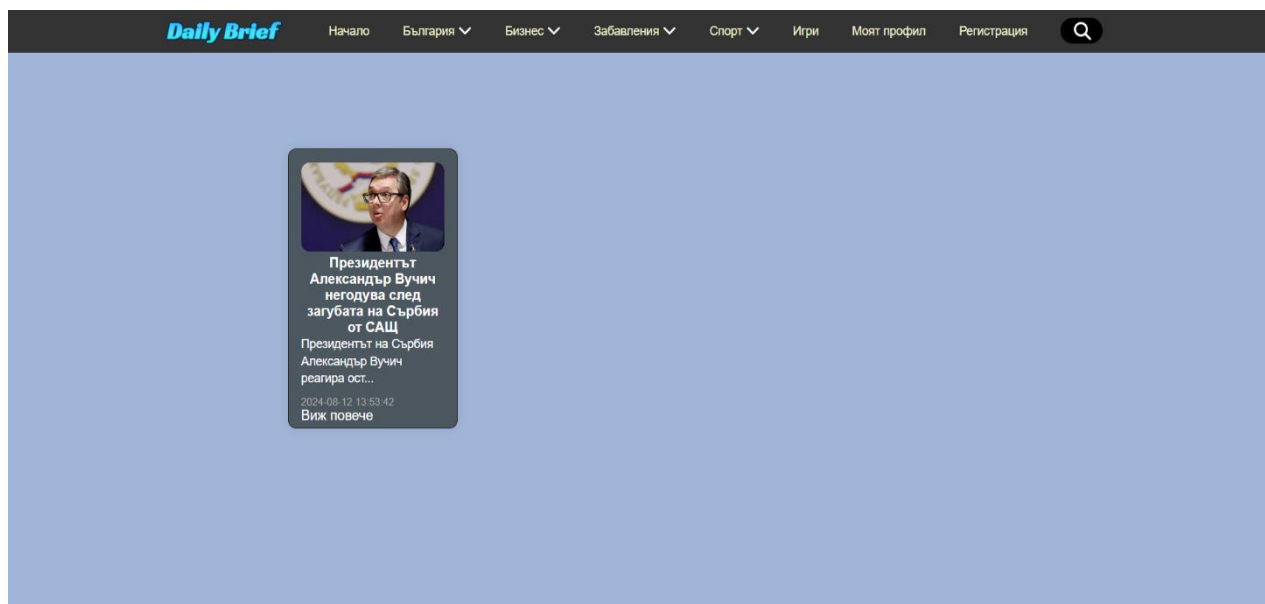 Daily Brief Начало България Бизнес Забавления Спорт Игри Моят профил Регистрация
Президентът
Александър Вучич
негодува след
загубата на Сърбия
от САЩ
Президентът на Сърбия
Александър Вучич
реагира ост...
2024-08-12 13:53:42
Виж повече